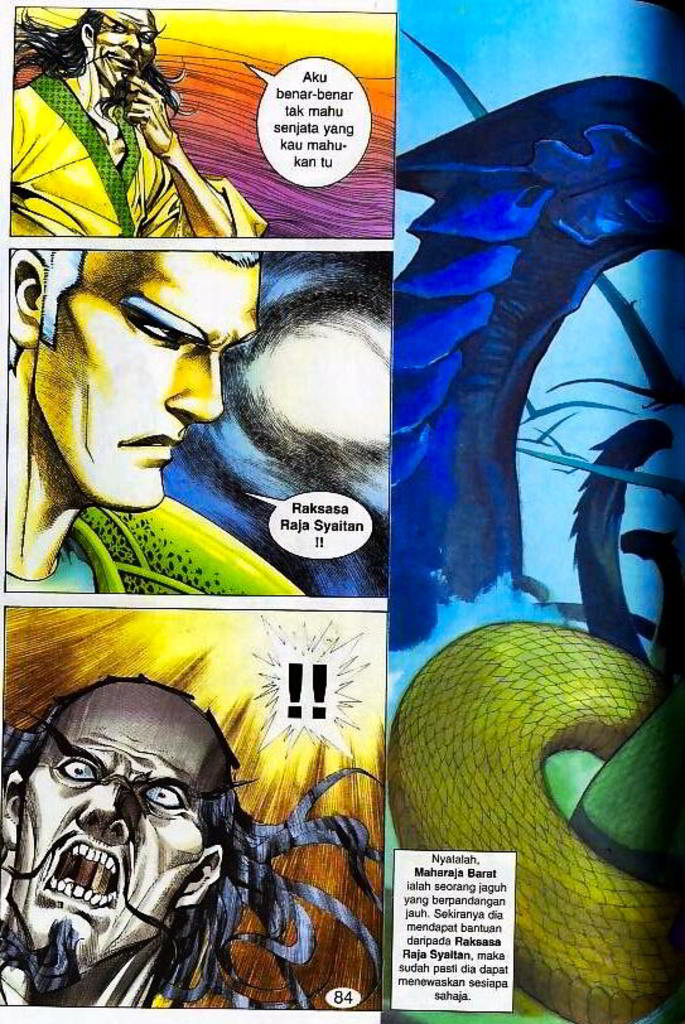 Aku
benar-benar
tak mahu
senjata yang
kau mahu-
kan tu
Raksasa
Raja Syaitan
!!
!!
84
Nyatalah,
Maharaja Barat
ialah seorang jaguh
yang berpandangan
jauh. Sekiranya dia
mendapat bantuan
daripada Raksasa
Raja Syaitan, maka
sudah pasti dia dapat
menewaskan sesiapa
sahaja.